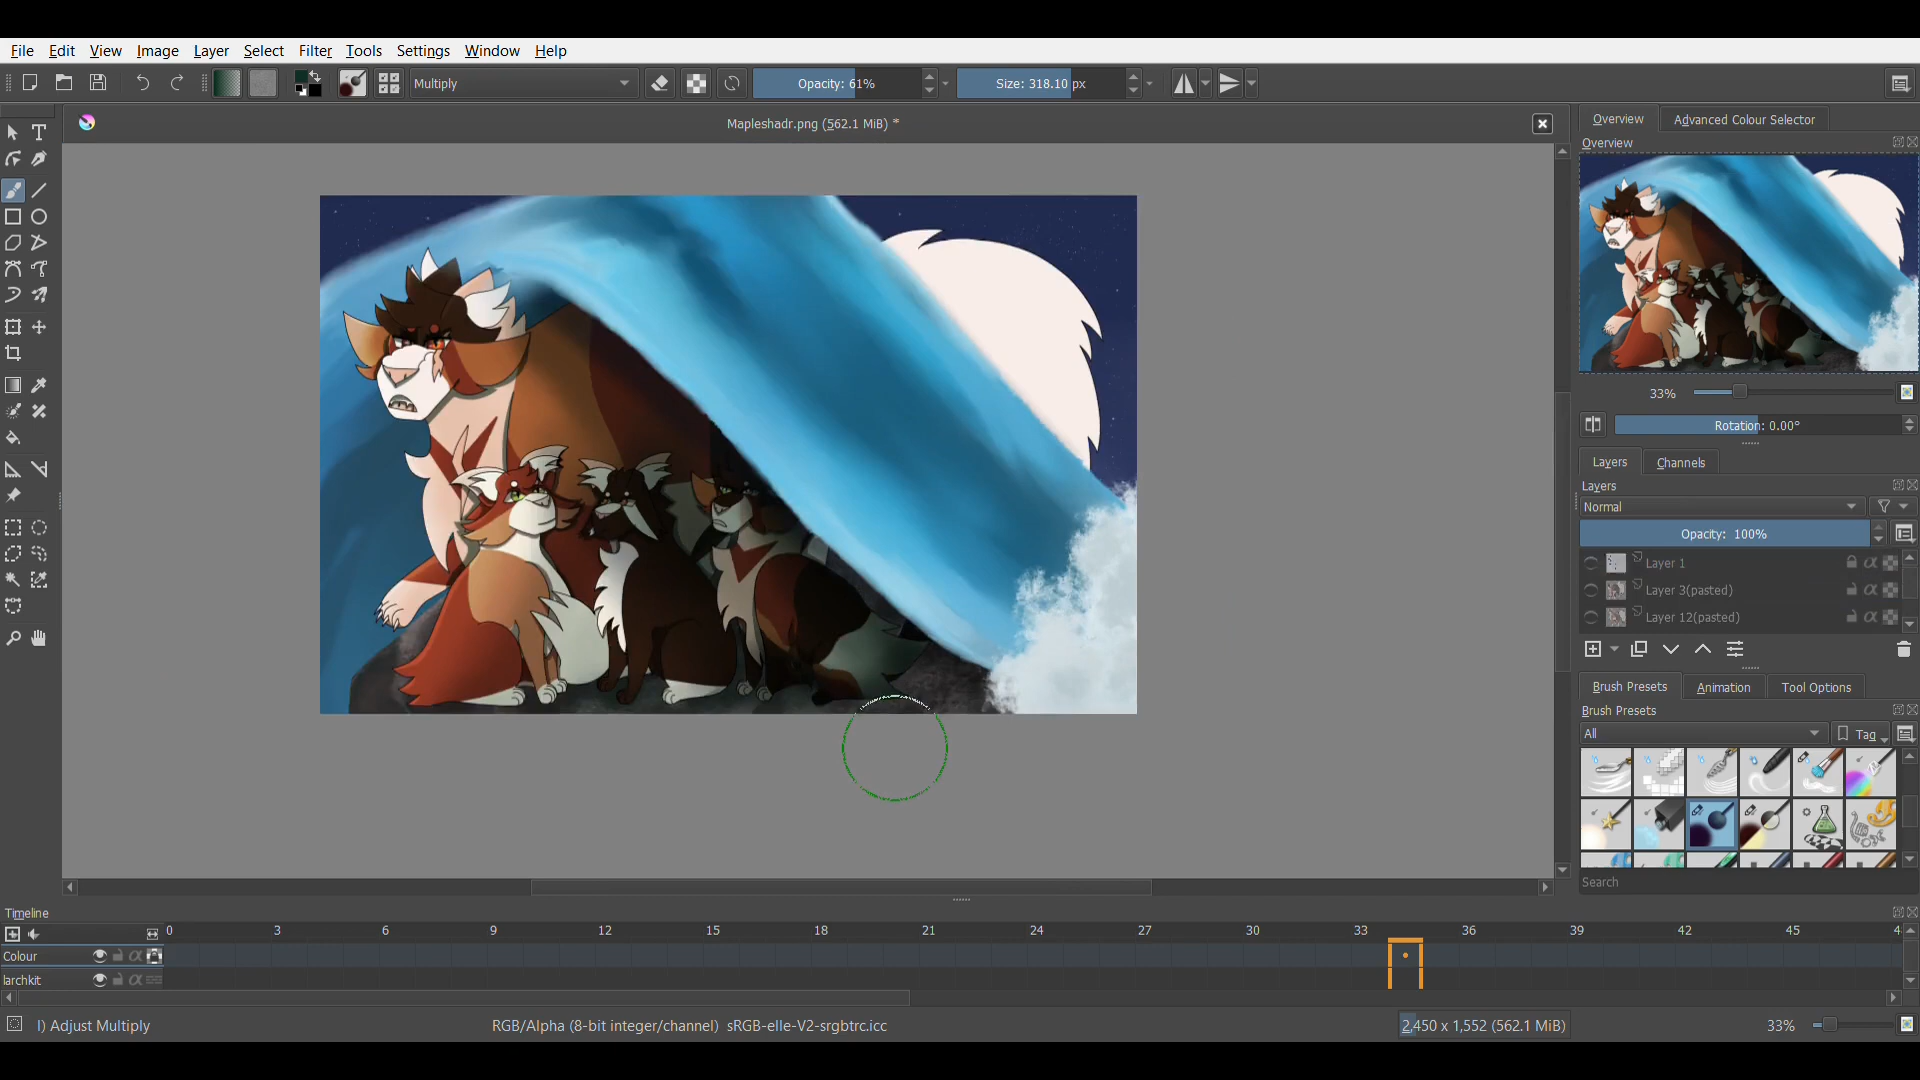 File Edit View Image Layer Select Filter Tools Settings Window Help
Multiply Opacity: 61% Size: 318.10 px
Mapleshadr.png (562.1 MiB) *
Overview Advanced Colour Selector
Overview
33%
Rotation: 0.00°
Layers Channels
Layers
Normal
Opacity: 100%
Layer 1
Layer 3(pasted)
Layer 12(pasted)
Brush Presets Animation Tool Options
Brush Presets
All Tag
Search
Timeline
0 3 6 9 12 15 18 21 24 27 30 33 36 39 42 45
Colour
larchkit
I) Adjust Multiply RGB/Alpha (8-bit integer/channel) sRGB-elle-V2-srgbtrc.icc 2,450 x 1,552 (562.1 MiB) 33%